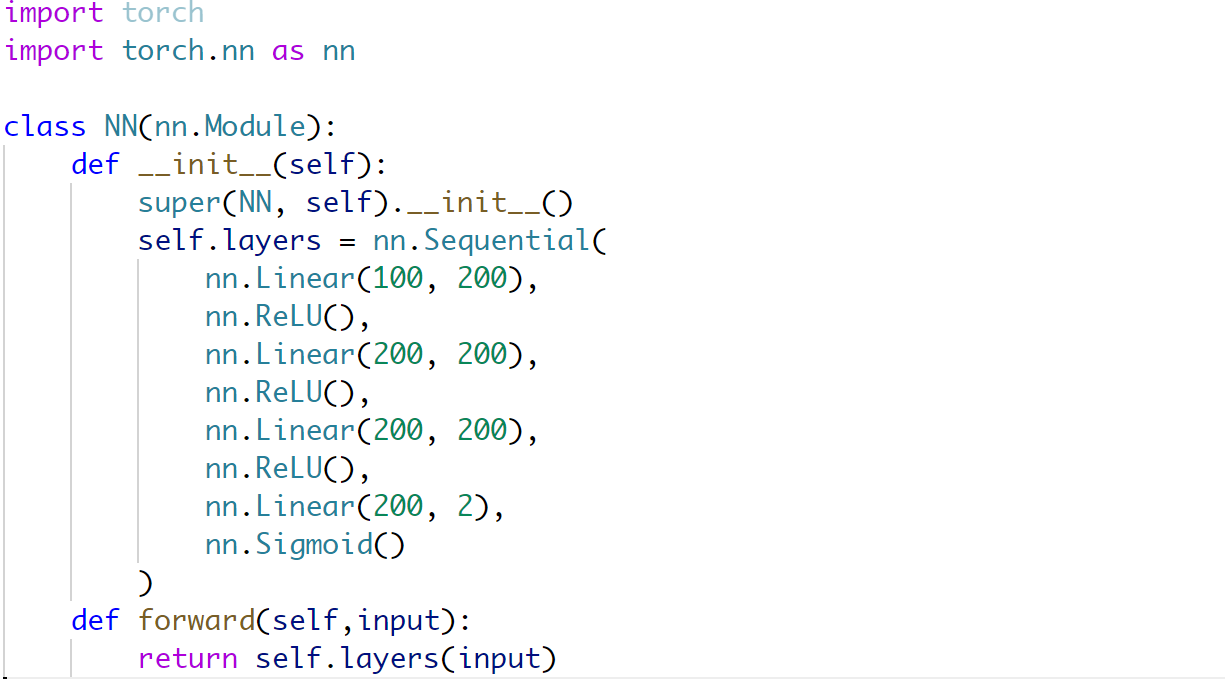 import torch
import torch.nn as nn

class NN(nn.Module):
    def __init__(self):
        super(NN, self).__init__()
        self.layers = nn.Sequential(
            nn.Linear(100, 200),
            nn.ReLU(),
            nn.Linear(200, 200),
            nn.ReLU(),
            nn.Linear(200, 200),
            nn.ReLU(),
            nn.Linear(200, 2),
            nn.Sigmoid()
        )
    def forward(self,input):
        return self.layers(input)